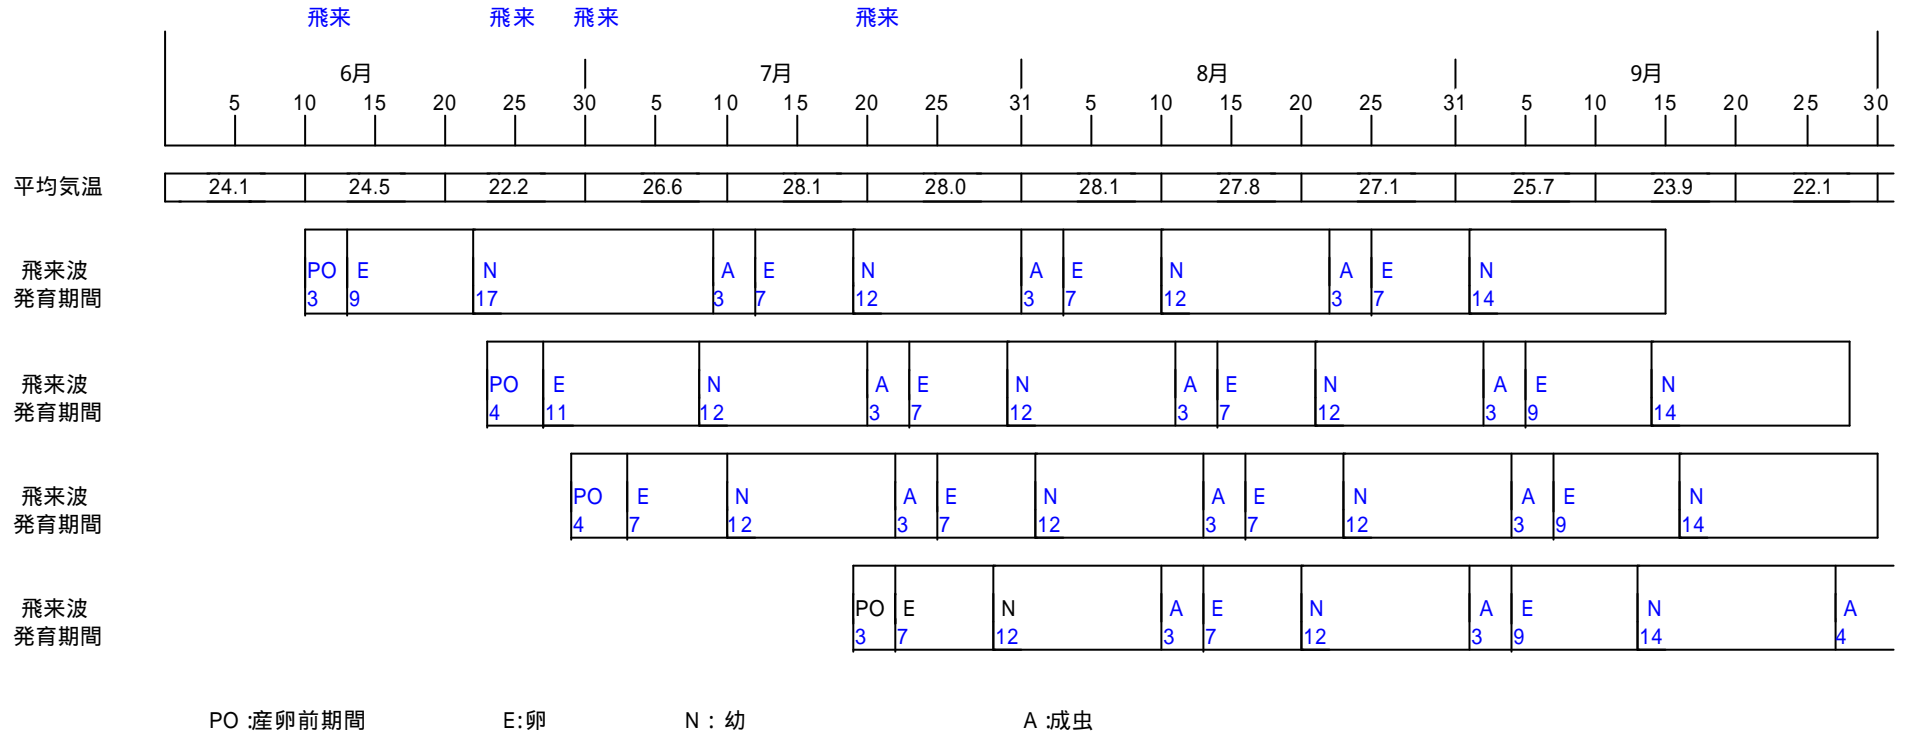 飛来 飛来 飛来 飛来
6月 7月 8月 9月
5 10 15 20 25 30 5 10 15 20 25 31 5 10 15 20 25 31 5 10 15 20 25 30
平均気温 24.1 24.5 22.2 26.6 28.1 28.0 28.1 27.8 27.1 25.7 23.9 22.1
飛来波 PO E N A E N A E N A E N
発育期間 3 9 17 3 7 12 3 7 12 3 7 14
飛来波 PO E N A E N A E N A E N
発育期間 4 11 12 3 7 12 3 7 12 3 9 14
飛来波 PO E N A E N A E N A E N
発育期間 4 7 12 3 7 12 3 7 12 3 9 14
飛来波 PO E N A E N A E N A
発育期間 3 7 12 3 7 12 3 9 14 4
PO :産卵前期間 E:卵 N : 幼 A :成虫